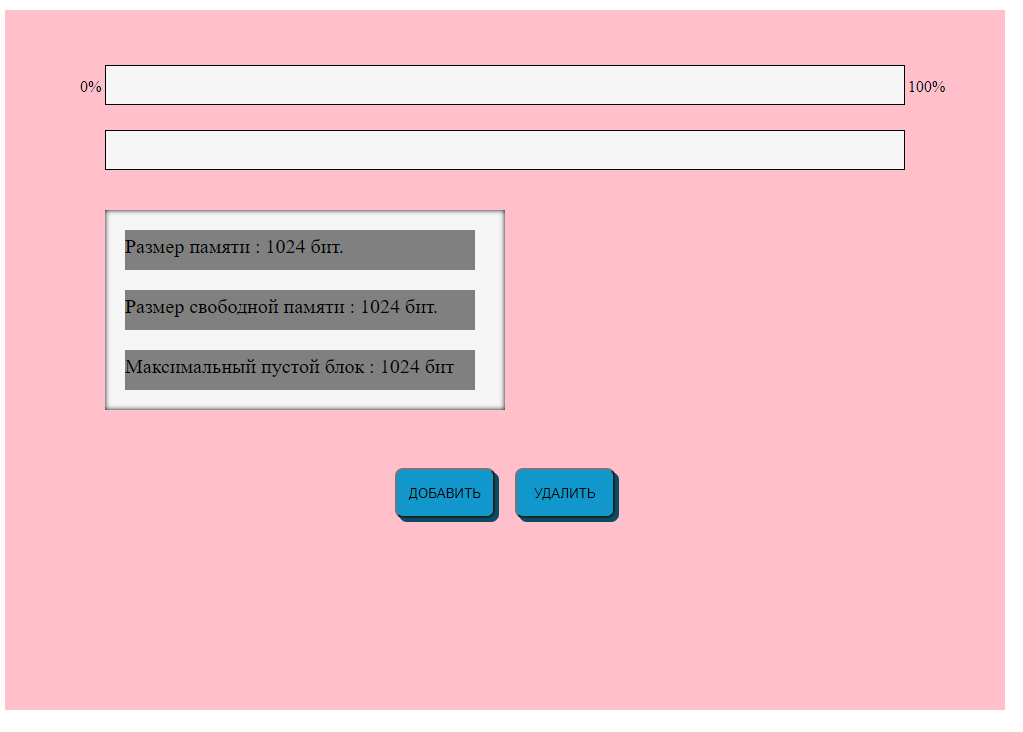 0% 100%
Размер памяти : 1024 бит.
Размер свободной памяти : 1024 бит.
Максимальный пустой блок : 1024 бит
ДОБАВИТЬ УДАЛИТЬ